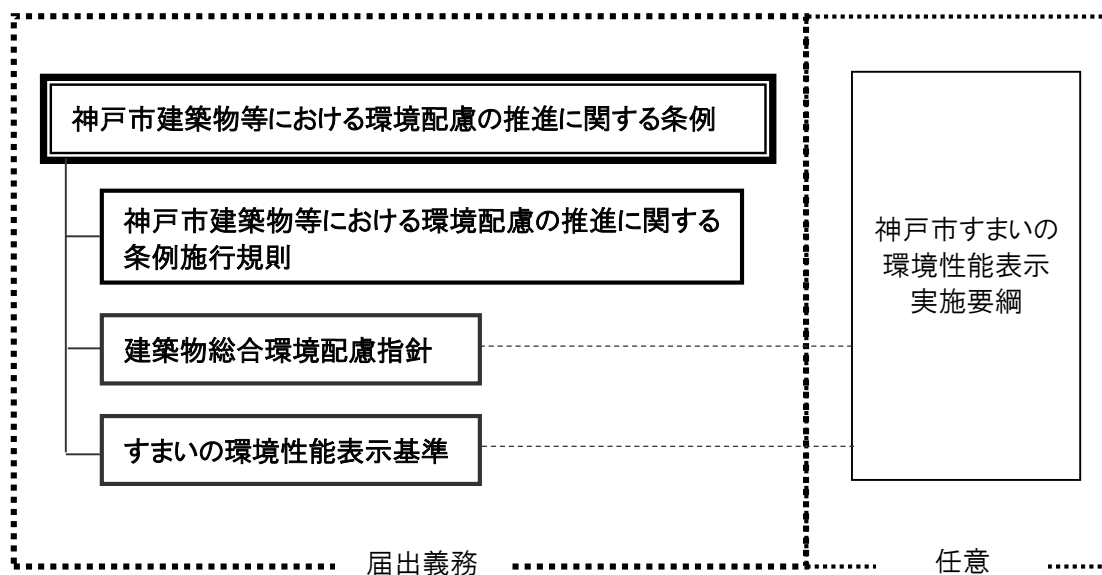 神戸市建築物等における環境配慮の推進に関する条例
神戸市建築物等における環境配慮の推進に関する
条例施行規則
建築物総合環境配慮指針
すまいの環境性能表示基準
神戸市すまいの
環境性能表示
実施要綱
届出義務
任意